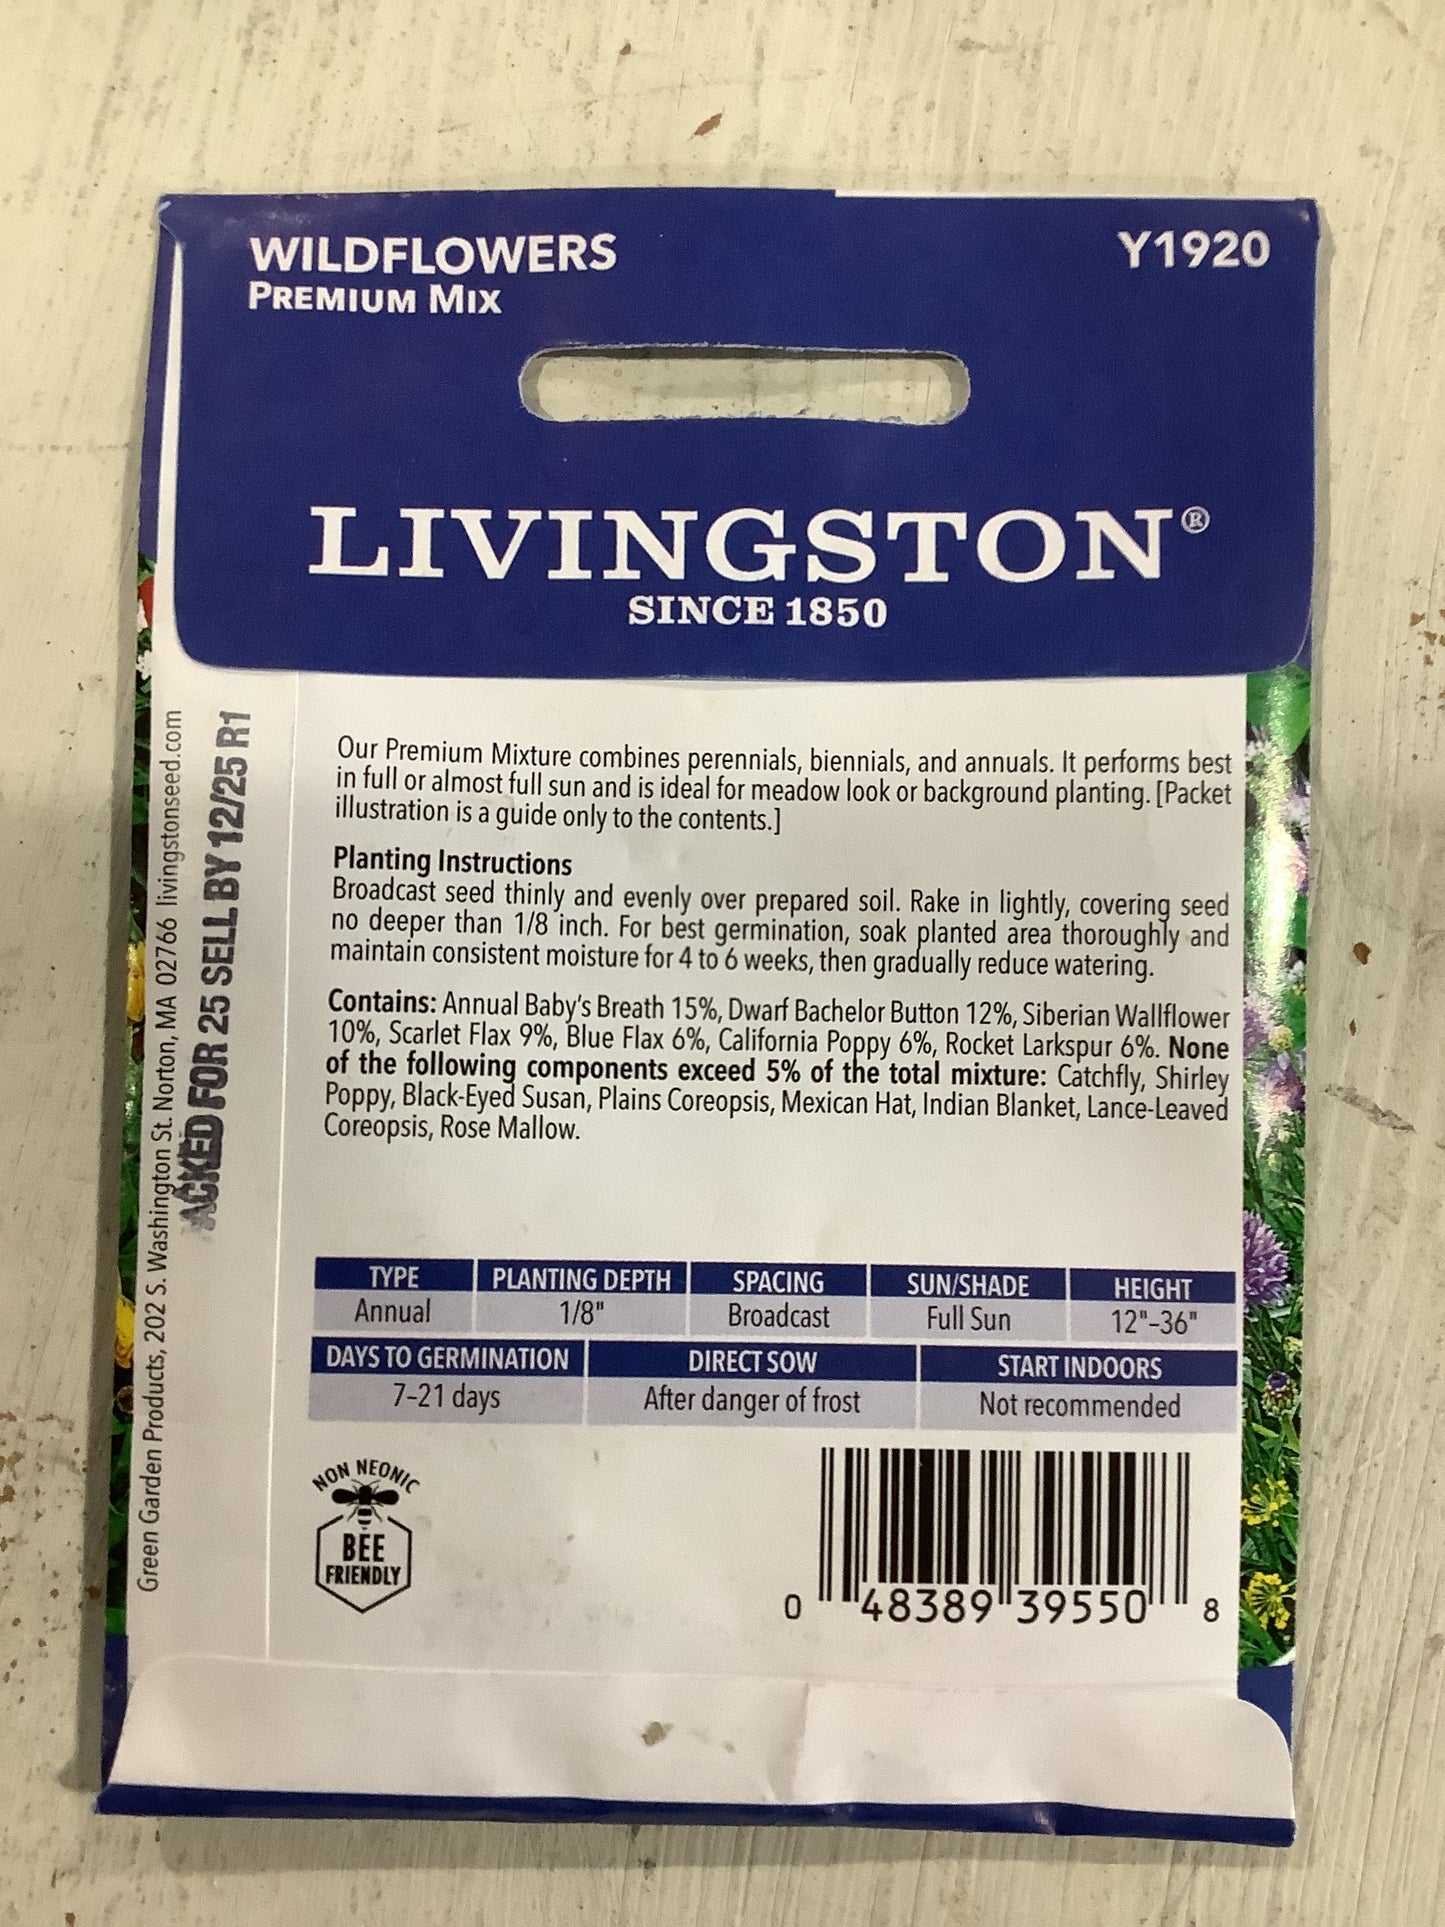 WILDFLOWERS
PREMIUM MIX
Y1920
LIVINGSTON®
SINCE 1850
Our Premium Mixture combines perennials, biennials, and annuals. It performs best
in full or almost full sun and is ideal for meadow look or background planting. [Packet
illustration is a guide only to the contents.]
Planting Instructions
Broadcast seed thinly and evenly over prepared soil. Rake in lightly, covering seed
no deeper than 1/8 inch. For best germination, soak planted area thoroughly and
maintain consistent moisture for 4 to 6 weeks, then gradually reduce watering.
Contains: Annual Baby's Breath 15%, Dwarf Bachelor Button 12%, Siberian Wallflower
10%, Scarlet Flax 9%, Blue Flax 6%, California Poppy 6%, Rocket Larkspur 6%. None
of the following components exceed 5% of the total mixture: Catchfly, Shirley
Poppy, Black-Eyed Susan, Plains Coreopsis, Mexican Hat, Indian Blanket, Lance-Leaved
Coreopsis, Rose Mallow.
TYPE PLANTING DEPTH SPACING SUN/SHADE HEIGHT
Annual 1/8" Broadcast Full Sun 12"–36"
DAYS TO GERMINATION DIRECT SOW START INDOORS
7–21 days After danger of frost Not recommended
NON NEONIC
BEE
FRIENDLY
0 48389 39550 8
Green Garden Products, 202 S. Washington St. Norton, MA 02766 livingstonseed.com
ACKED FOR 25 SELL BY 12/25 R1